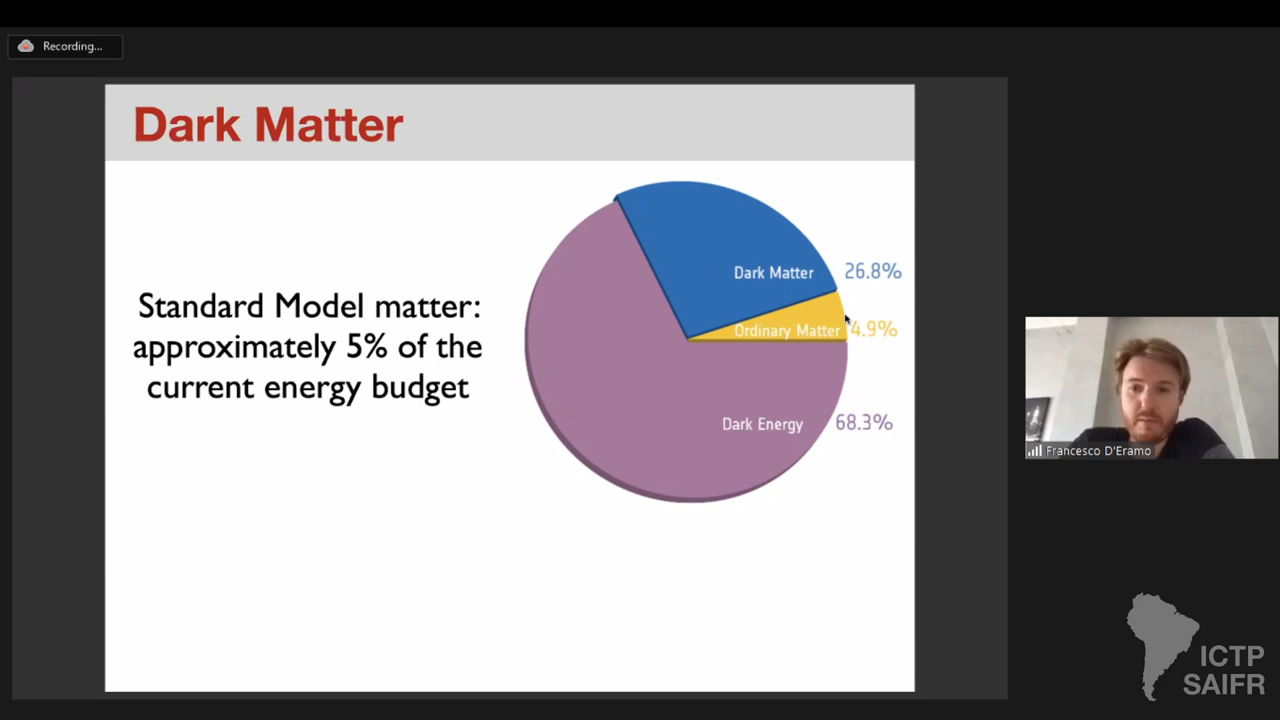 Recording...
Dark Matter
Standard Model matter:
approximately 5% of the
current energy budget
Dark Matter
26.8%
Ordinary Matter
4.9%
Dark Energy
68.3%
Francesco D'Eramo
ICTP
SAIFR